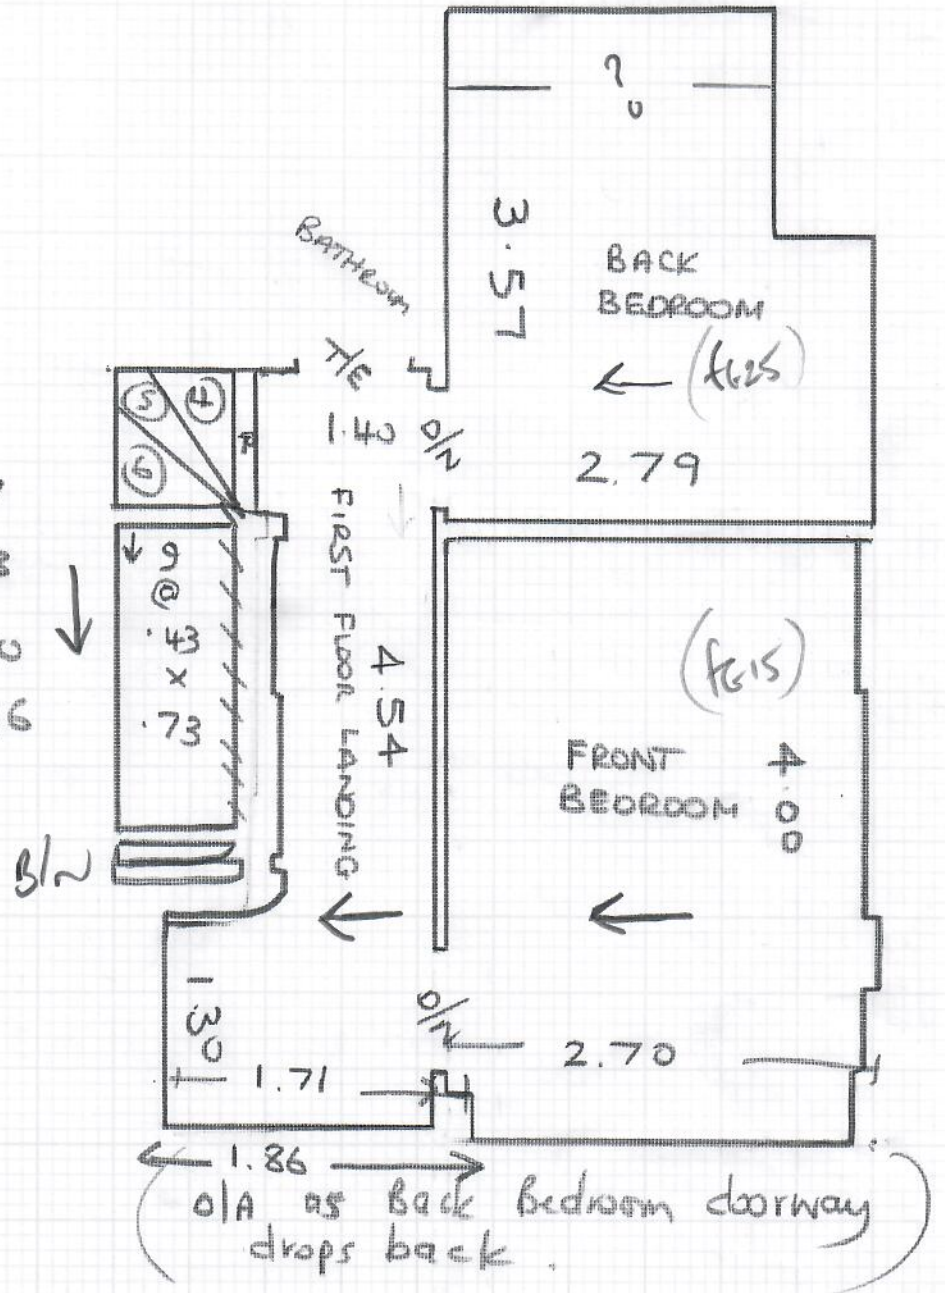 ?
3.57
BACK
BEDROOM
2.79
BATHROOM
T/E
1.40
O/N
5
4
6
R
9
@
.43
x
.73
FIRST FLOOR LANDING
4.54
FRONT
BEDROOM
4.00
B/N
1.30
O/N
2.70
1.71
1.86
O/A as Back Bedroom doorway
drops back.